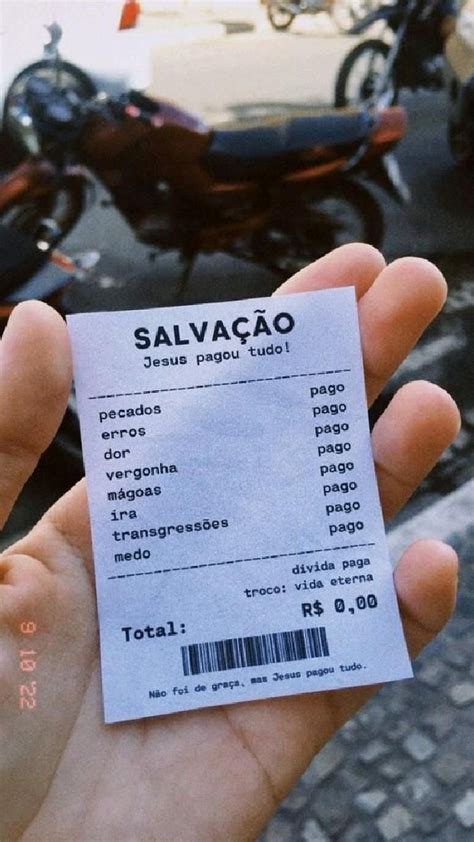 SALVAÇÃO
Jesus pagou tudo!
pecados pago
erros pago
dor pago
vergonha pago
mágoas pago
ira pago
transgressões pago
medo pago
dívida paga
troco: vida eterna
Total: R$ 0,00
Não foi de graça, mas Jesus pagou tudo.
9 10 '22